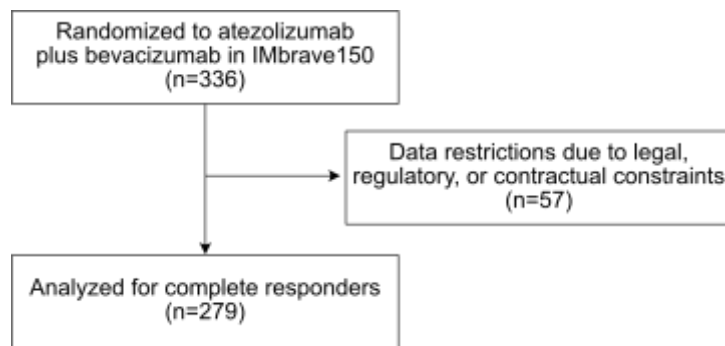 Randomized to atezolizumab
plus bevacizumab in IMbrave150
(n=336)
Data restrictions due to legal,
regulatory, or contractual constraints
(n=57)
Analyzed for complete responders
(n=279)